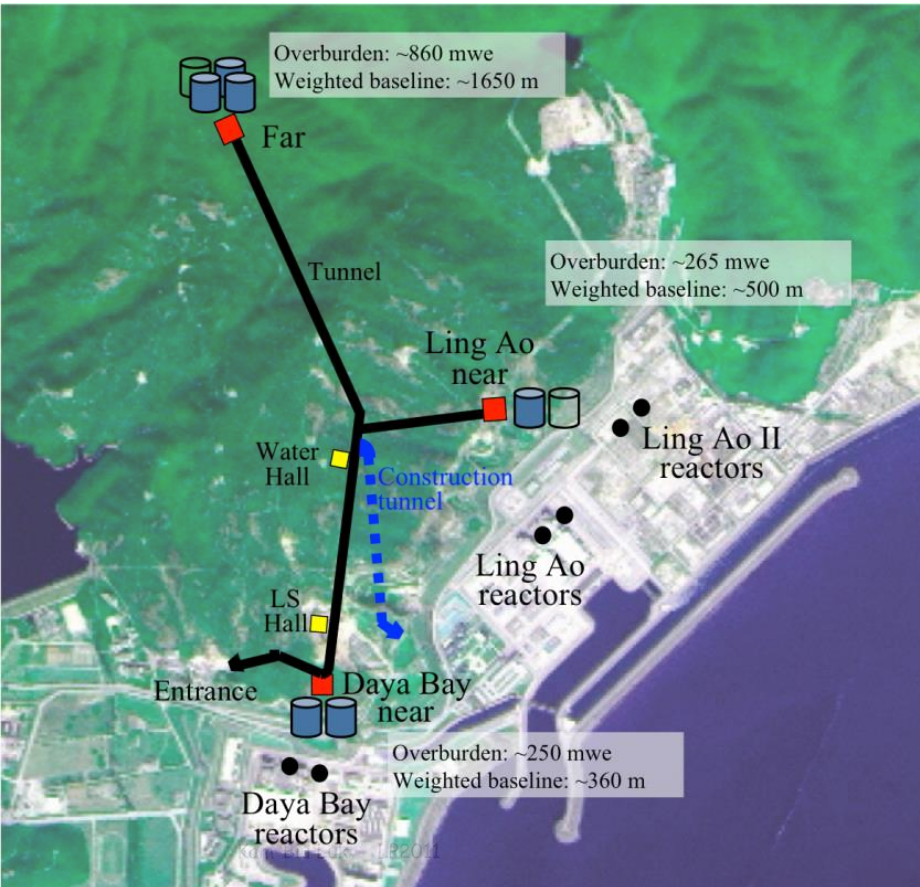 Overburden: ~860 mwe
Weighted baseline: ~1650 m
Far
Tunnel
Overburden: ~265 mwe
Weighted baseline: ~500 m
Ling Ao
near
Ling Ao II
reactors
Water
Hall
Construction
tunnel
Ling Ao
reactors
LS
Hall
Entrance
Daya Bay
near
Overburden: ~250 mwe
Weighted baseline: ~360 m
Daya Bay
reactors
2011